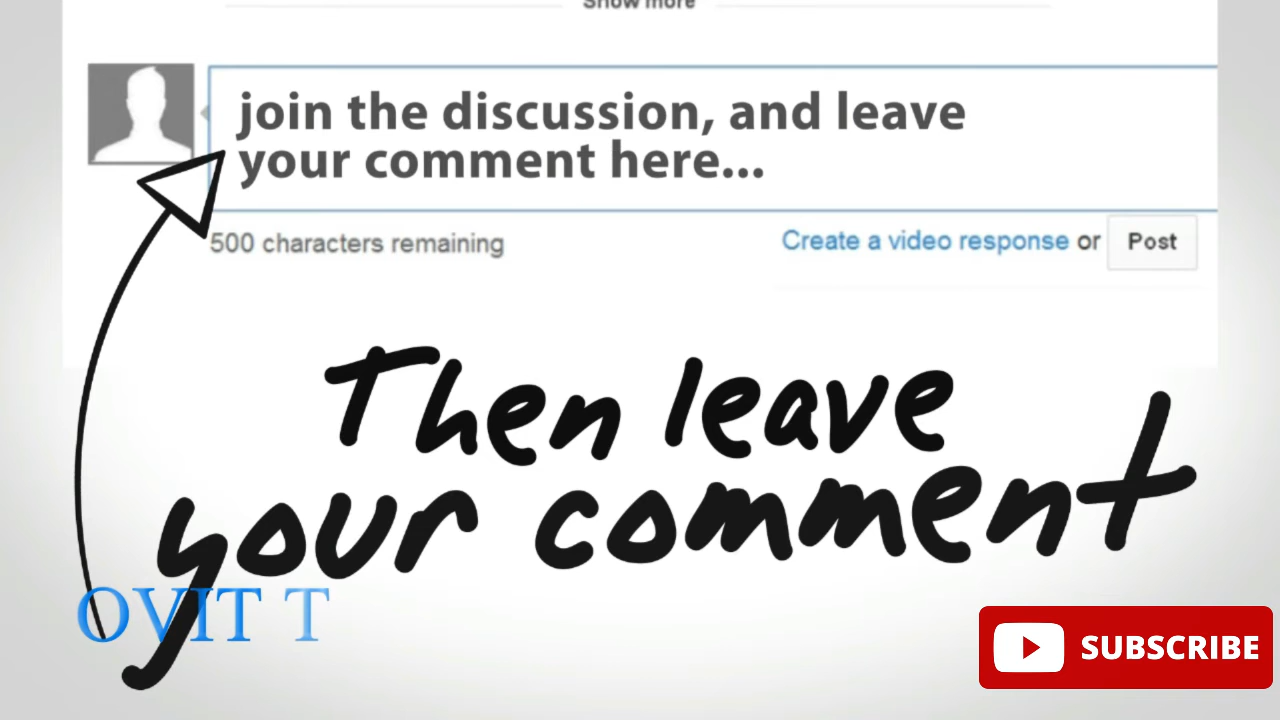 Show more
join the discussion, and leave
your comment here...
500 characters remaining
Create a video response or Post
Then leave
your comment
OVIT T
SUBSCRIBE